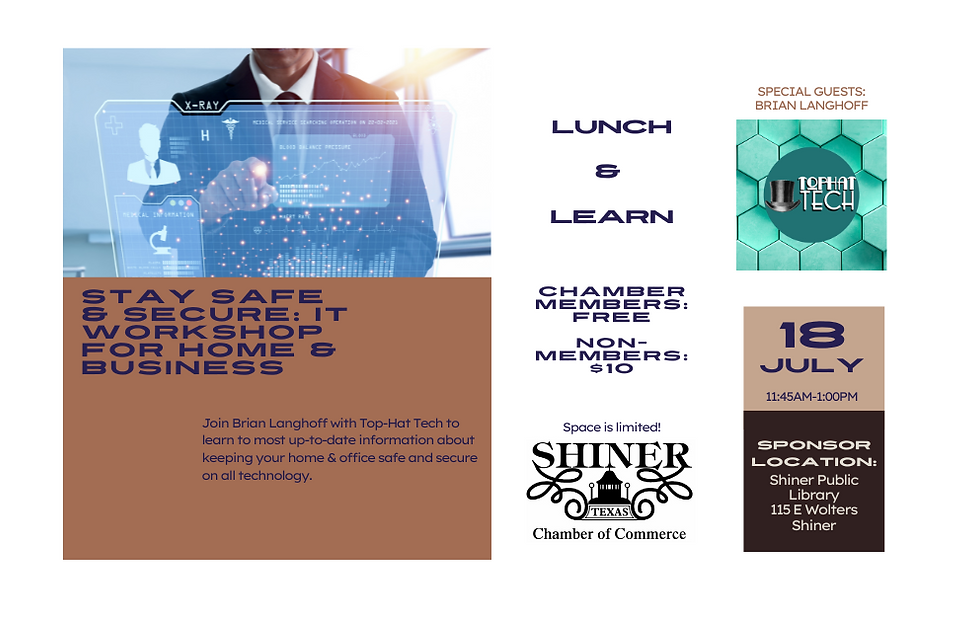 X-RAY
H
MEDICAL INFORMATION
STAY SAFE
& SECURE: IT
WORKSHOP
FOR HOME &
BUSINESS
Join Brian Langhoff with Top-Hat Tech to
learn to most up-to-date information about
keeping your home & office safe and secure
on all technology.
LUNCH
&
LEARN
CHAMBER
MEMBERS:
FREE
NON-
MEMBERS:
$10
Space is limited!
SHINER
TEXAS
Chamber of Commerce
SPECIAL GUESTS:
BRIAN LANGHOFF
TOPHAT
TECH
18
JULY
11:45AM-1:00PM
SPONSOR
LOCATION:
Shiner Public
Library
115 E Wolters
Shiner